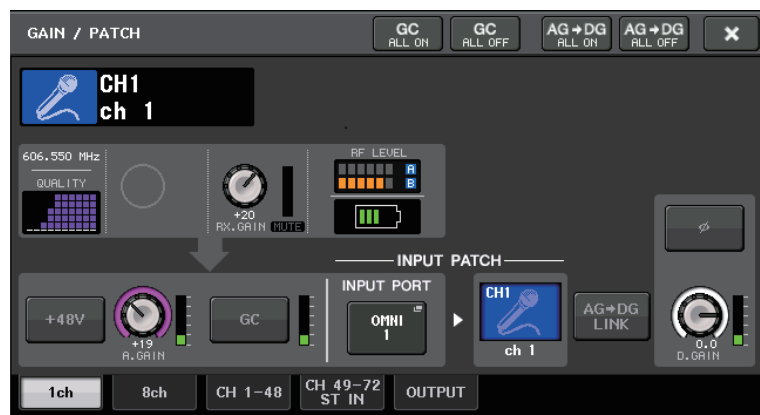 GAIN / PATCH
GC ALL ON
GC ALL OFF
AG→DG ALL ON
AG→DG ALL OFF
CH1
ch 1
606.550 MHz
QUALITY
+20
RX.GAIN MUTE
RF LEVEL
A
B
INPUT PATCH
+48V
+19
A.GAIN
GC
INPUT PORT
OMNI
1
CH1
ch 1
AG→DG
LINK
ø
0.0
D.GAIN
1ch
8ch
CH 1-48
CH 49-72
ST IN
OUTPUT